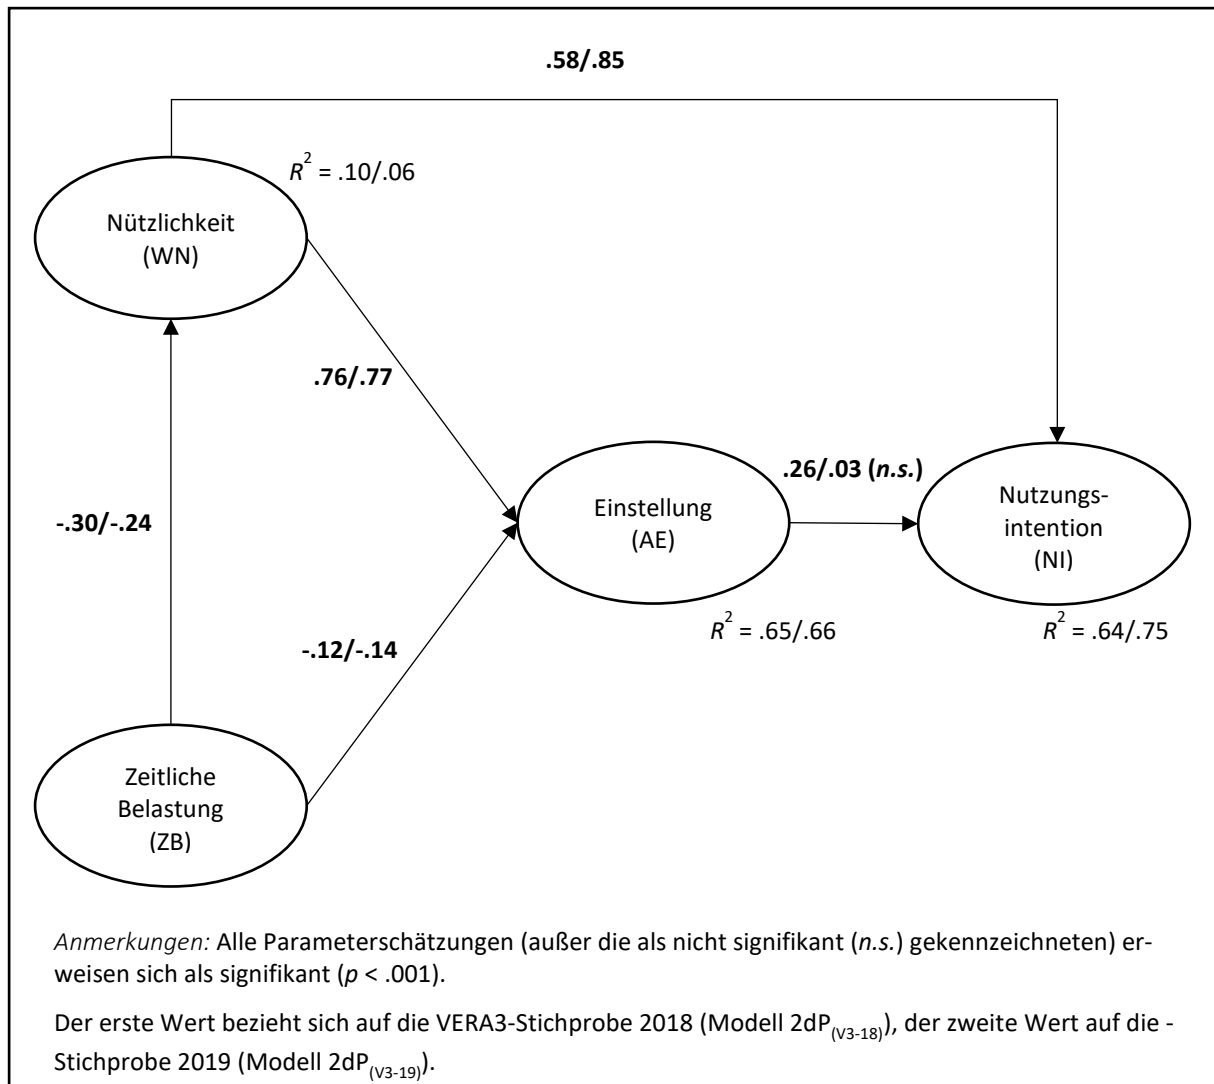 .58/.85
R² = .10/.06
Nützlichkeit
(WN)
.76/.77
.26/.03 (n.s.)
Einstellung
(AE)
Nutzungs-
intention
(NI)
-.30/-.24
R² = .65/.66
R² = .64/.75
-.12/-.14
Zeitliche
Belastung
(ZB)
Anmerkungen: Alle Parameterschätzungen (außer die als nicht signifikant (n.s.) gekennzeichneten) er-
weisen sich als signifikant (p < .001).
Der erste Wert bezieht sich auf die VERA3-Stichprobe 2018 (Modell 2dP(V3-18)), der zweite Wert auf die -
Stichprobe 2019 (Modell 2dP(V3-19)).